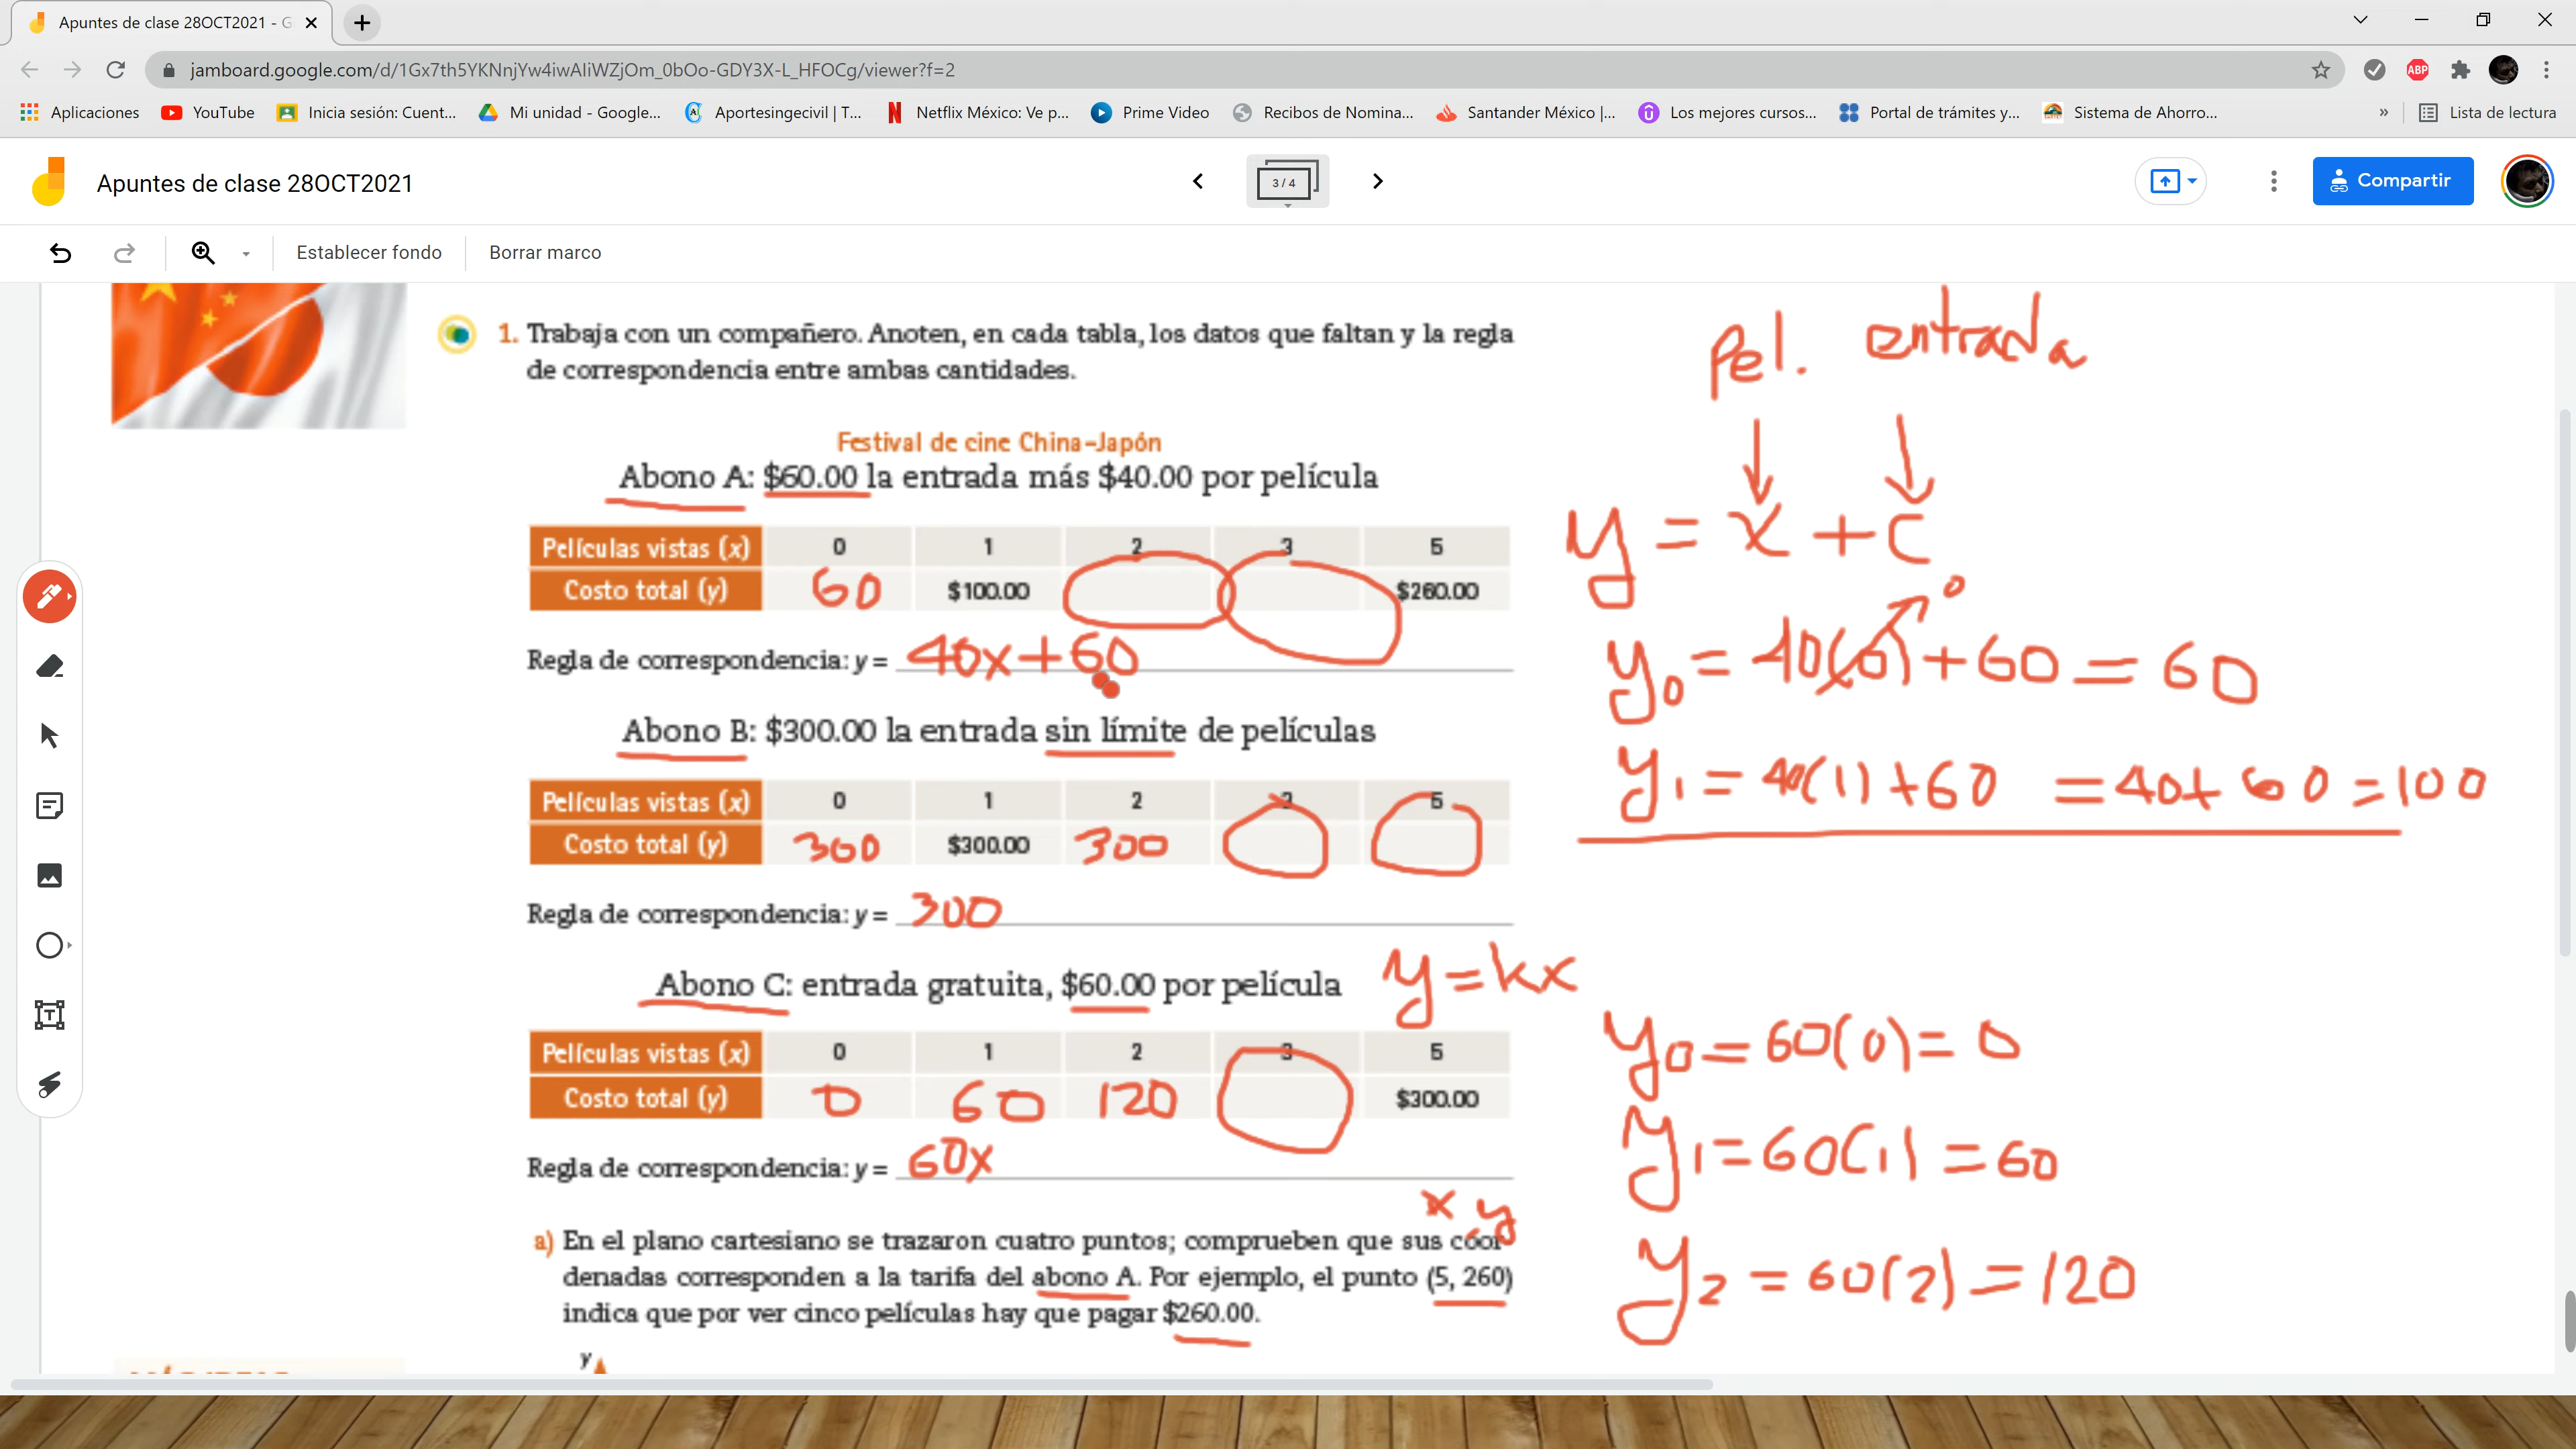 Apuntes de clase 28OCT2021 - G
jamboard.google.com/d/1Gx7th5YKNnjYw4iwAliWZjOm_0bOo-GDY3X-L_HFOCg/viewer?f=2
ABP
Aplicaciones YouTube Inicia sesión: Cuent... Mi unidad - Google... Aportesingecivil | T... Netflix México: Ve p... Prime Video Recibos de Nomina... Santander México |... Los mejores cursos... Portal de trámites y... Sistema de Ahorro... » Lista de lectura
Apuntes de clase 28OCT2021
3 / 4
Compartir
Establecer fondo Borrar marco
1. Trabaja con un compañero. Anoten, en cada tabla, los datos que faltan y la regla
de correspondencia entre ambas cantidades.
Pel. entrada
Festival de cine China–Japón
Abono A: $60.00 la entrada más $40.00 por película
y = x + c
Películas vistas (x) 0 1 2 3 5
Costo total (y) 60 $100.00 $260.00
Regla de correspondencia: y = 40x + 60
y0 = 40(0) + 60 = 60
0
Abono B: $300.00 la entrada sin límite de películas
y1 = 40(1) + 60 = 40 + 60 = 100
Películas vistas (x) 0 1 2 3 5
Costo total (y) 300 $300.00 300
Regla de correspondencia: y = 300
Abono C: entrada gratuita, $60.00 por película
y = kx
Películas vistas (x) 0 1 2 3 5
Costo total (y) 0 60 120 $300.00
Regla de correspondencia: y = 60x
y0 = 60(0) = 0
y1 = 60(1) = 60
y2 = 60(2) = 120
x, y
a) En el plano cartesiano se trazaron cuatro puntos; comprueben que sus coor-
denadas corresponden a la tarifa del abono A. Por ejemplo, el punto (5, 260)
indica que por ver cinco películas hay que pagar $260.00.
y